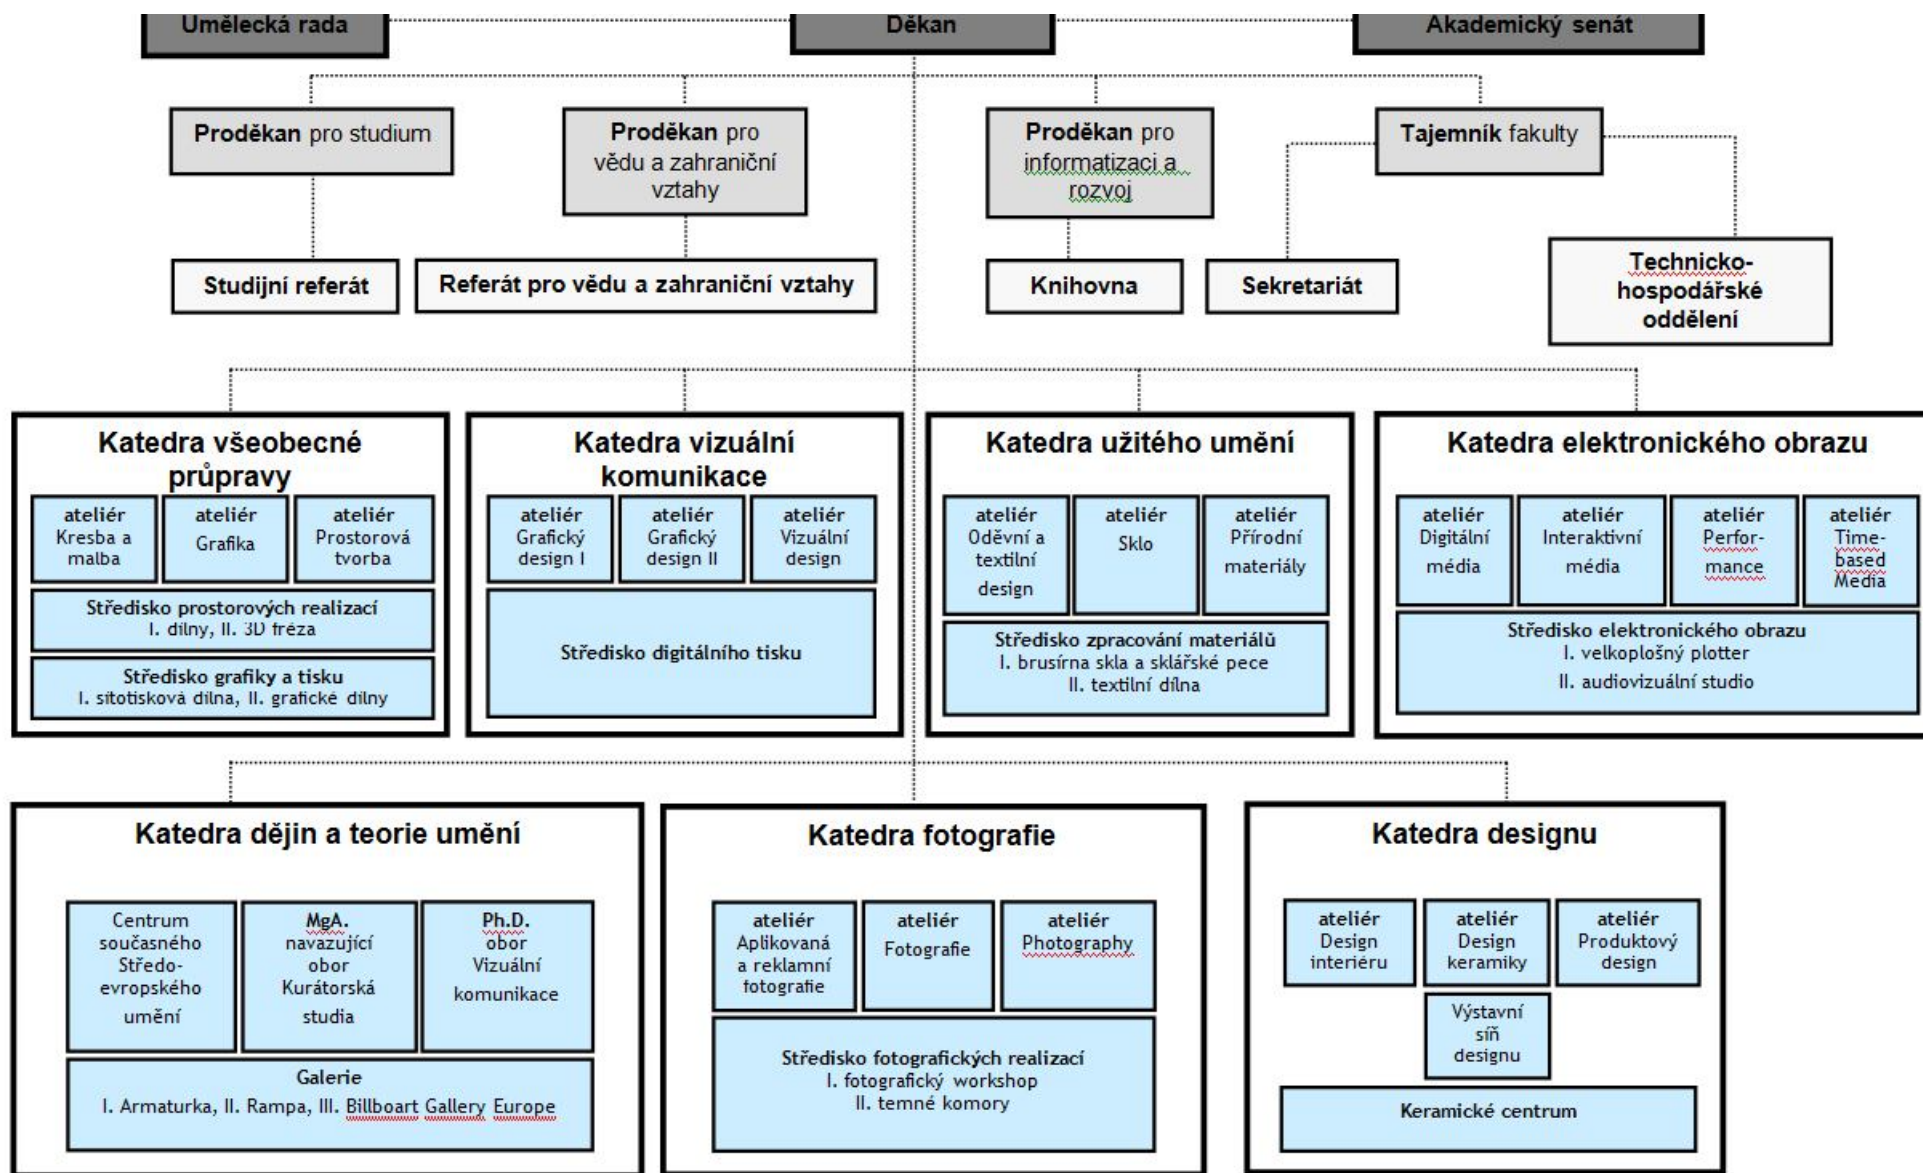 Umělecká rada
Děkan
Akademický senát
Proděkan pro studium
Proděkan pro
vědu a zahraniční
vztahy
Proděkan pro
informatizaci a
rozvoj
Tajemník fakulty
Studijní referát
Referát pro vědu a zahraniční vztahy
Knihovna
Sekretariát
Technicko-
hospodářské
oddělení
Katedra všeobecné
průpravy
ateliér
Kresba a
malba
ateliér
Grafika
ateliér
Prostorová
tvorba
Středisko prostorových realizací
I. dílny, II. 3D fréza
Středisko grafiky a tisku
I. sítotisková dílna, II. grafické dílny
Katedra vizuální
komunikace
ateliér
Grafický
design I
ateliér
Grafický
design II
ateliér
Vizuální
design
Středisko digitálního tisku
Katedra užitého umění
ateliér
Oděvní a
textilní
design
ateliér
Sklo
ateliér
Přírodní
materiály
Středisko zpracování materiálů
I. brusírna skla a sklářské pece
II. textilní dílna
Katedra elektronického obrazu
ateliér
Digitální
média
ateliér
Interaktivní
média
ateliér
Perfor-
mance
ateliér
Time-
based
Media
Středisko elektronického obrazu
I. velkoplošný plotter
II. audiovizuální studio
Katedra dějin a teorie umění
Centrum
současného
Středo-
evropského
umění
MgA.
navazující
obor
Kurátorská
studia
Ph.D.
obor
Vizuální
komunikace
Galerie
I. Armaturka, II. Rampa, III. Billboart Gallery Europe
Katedra fotografie
ateliér
Aplikovaná
a reklamní
fotografie
ateliér
Fotografie
ateliér
Photography
Středisko fotografických realizací
I. fotografický workshop
II. temné komory
Katedra designu
ateliér
Design
interiéru
ateliér
Design
keramiky
ateliér
Produktový
design
Výstavní
síň
designu
Keramické centrum